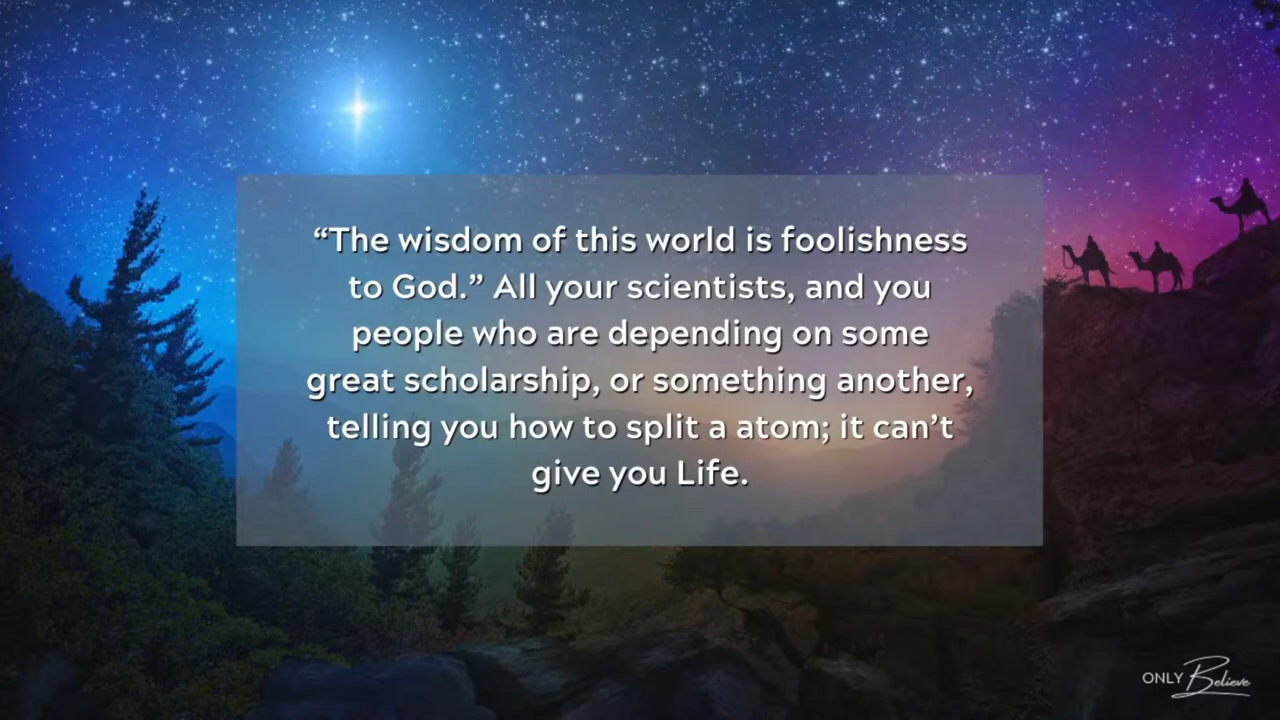 “The wisdom of this world is foolishness
to God.” All your scientists, and you
people who are depending on some
great scholarship, or something another,
telling you how to split a atom; it can’t
give you Life.
ONLY Believe